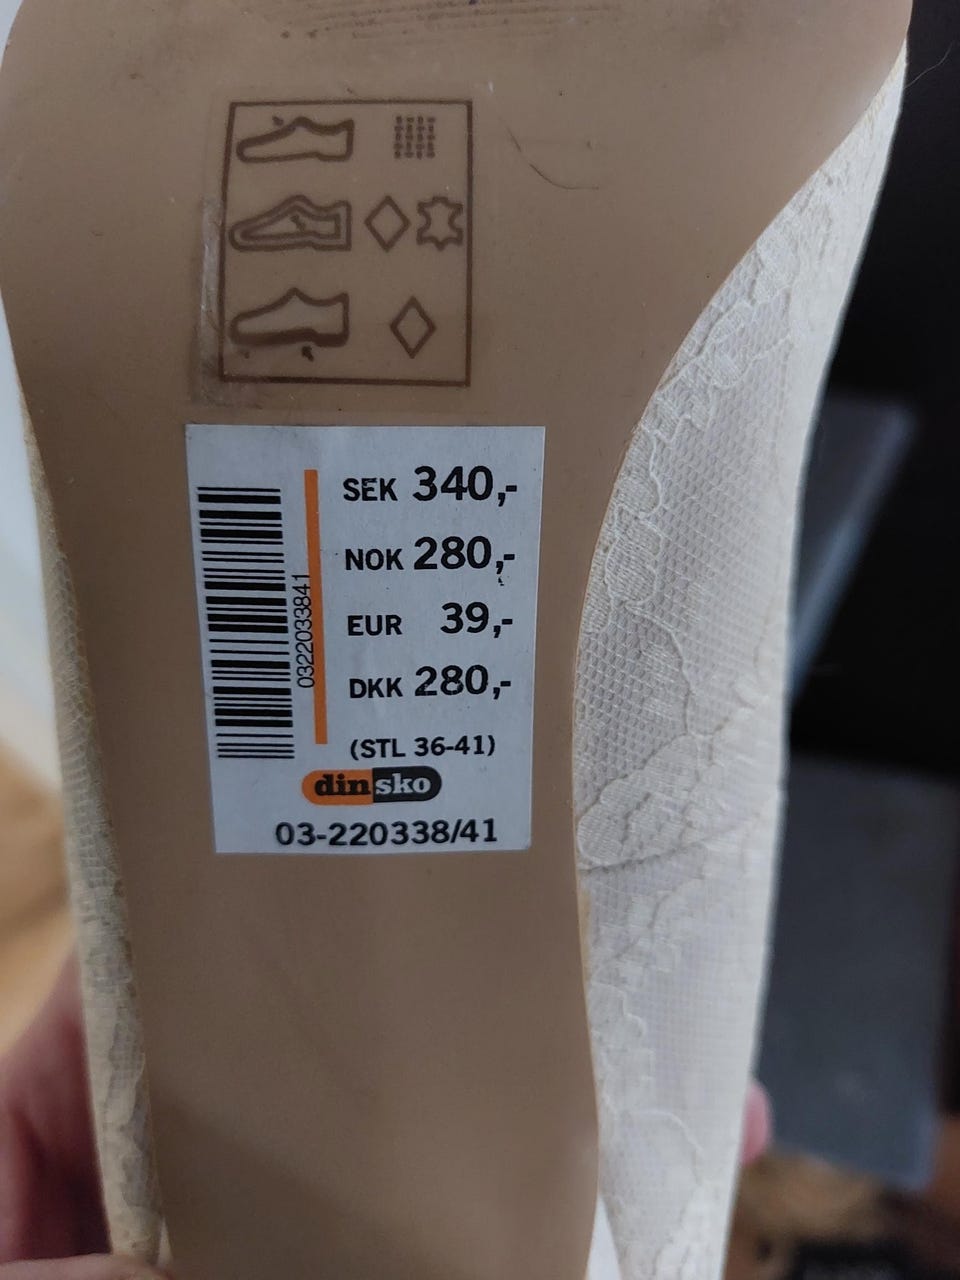 0322033841
SEK 340,-
NOK 280,-
EUR 39,-
DKK 280,-
(STL 36-41)
dinsko
03-220338/41